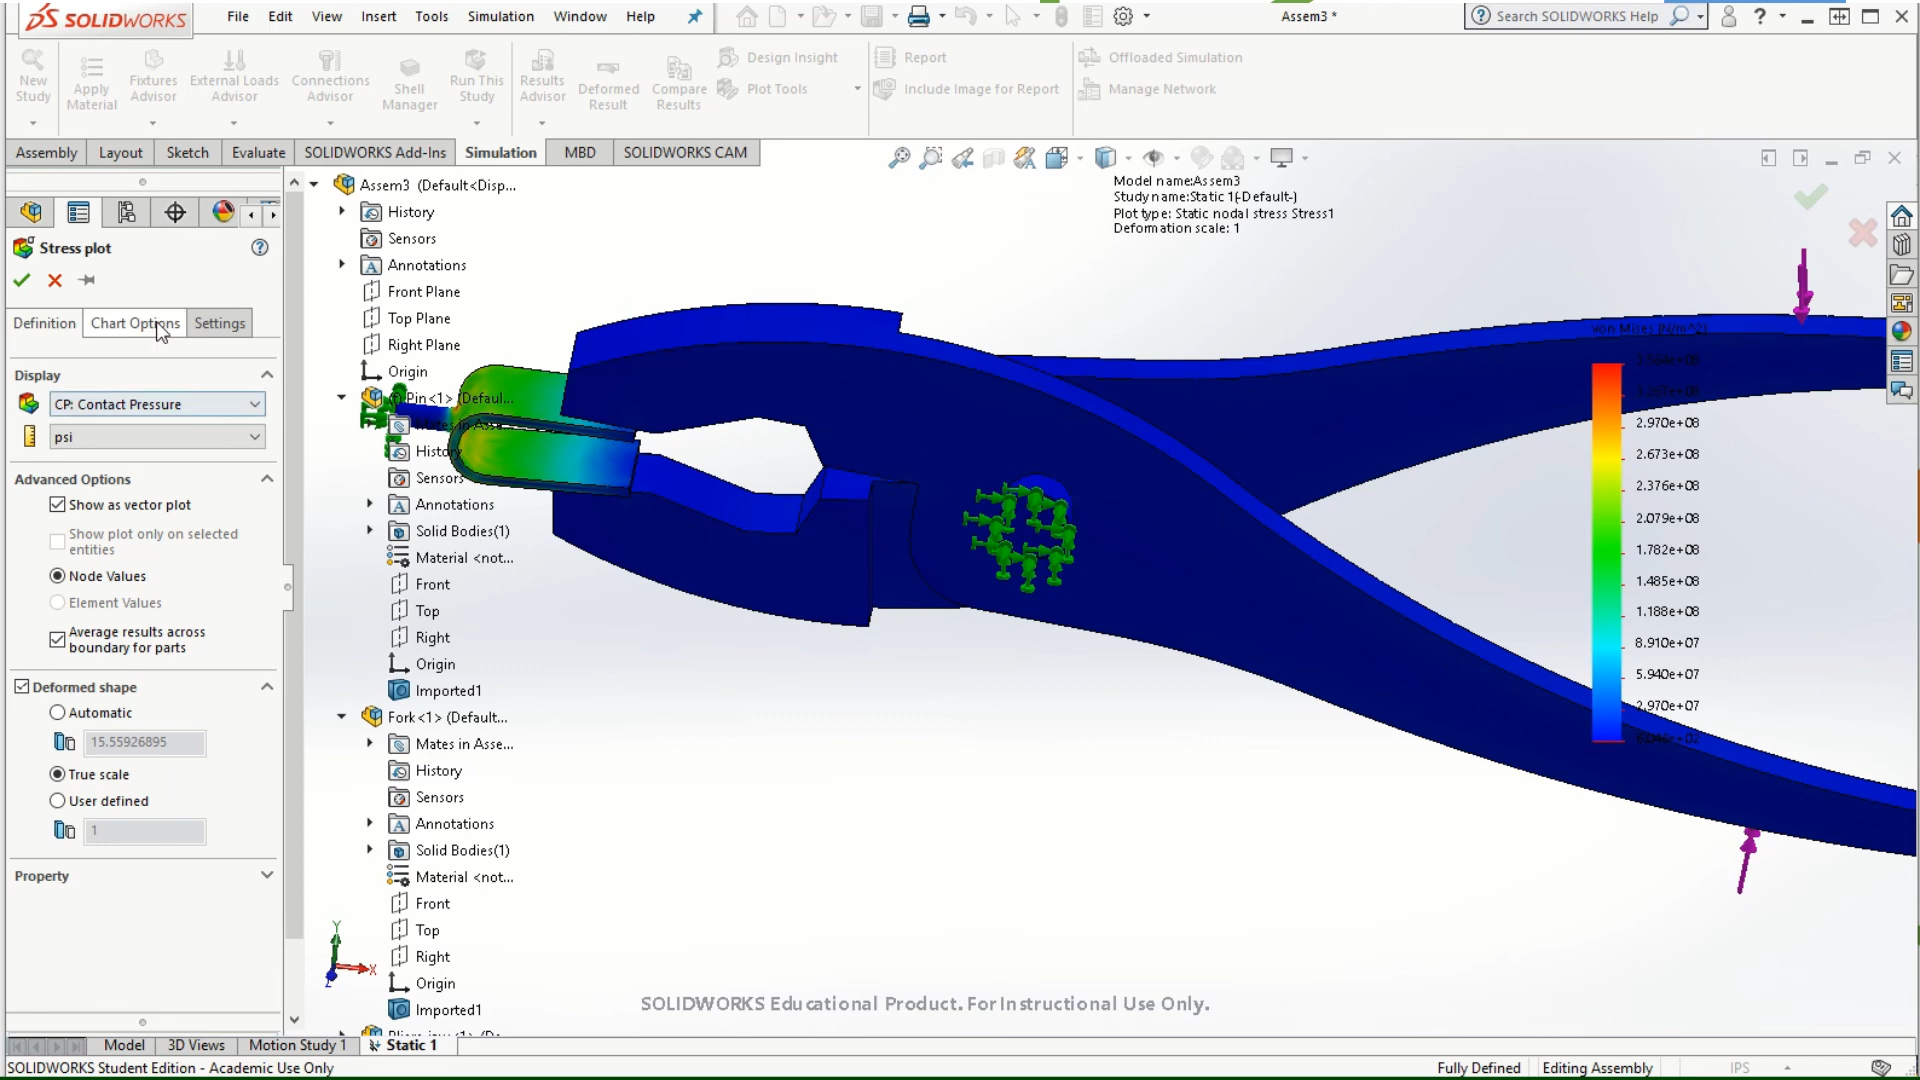 SOLIDWORKS File Edit View Insert Tools Simulation Window Help Assem3 * Search SOLIDWORKS Help
New Study
Apply Material
Fixtures Advisor
External Loads Advisor
Connections Advisor
Shell Manager
Run This Study
Results Advisor
Deformed Result
Compare Results
Design Insight
Plot Tools
Report
Include Image for Report
Offloaded Simulation
Manage Network
Assembly Layout Sketch Evaluate SOLIDWORKS Add-Ins Simulation MBD SOLIDWORKS CAM
Stress plot
Definition Chart Options Settings
Display
CP: Contact Pressure
psi
Advanced Options
Show as vector plot
Show plot only on selected
entities
Node Values
Element Values
Average results across
boundary for parts
Deformed shape
Automatic
15.55926895
True scale
User defined
1
Property
Assem3 (Default<Disp...
History
Sensors
Annotations
Front Plane
Top Plane
Right Plane
Origin
(f) Pin<1> (Defaul...
Mates in Asse...
History
Sensors
Annotations
Solid Bodies(1)
Material <not...
Front
Top
Right
Origin
Imported1
Fork<1> (Default...
Mates in Asse...
History
Sensors
Annotations
Solid Bodies(1)
Material <not...
Front
Top
Right
Origin
Imported1
Model name:Assem3
Study name:Static 1(-Default-)
Plot type: Static nodal stress Stress1
Deformation scale: 1
von Mises (N/m^2)
2.970e+08
2.673e+08
2.376e+08
2.079e+08
1.782e+08
1.485e+08
1.188e+08
8.910e+07
5.940e+07
2.970e+07
Y
X
Z
SOLIDWORKS Educational Product. For Instructional Use Only.
Model 3D Views Motion Study 1 Static 1
SOLIDWORKS Student Edition - Academic Use Only Fully Defined Editing Assembly IPS